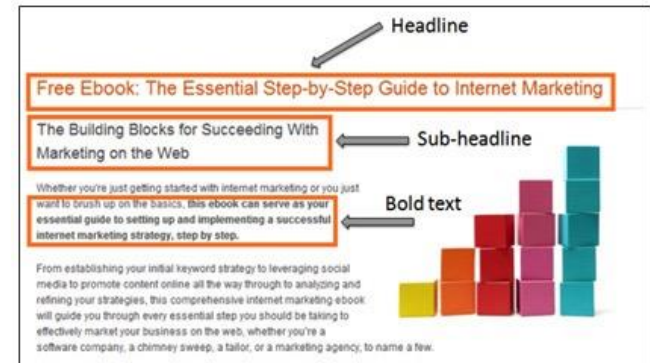 Headline
Free Ebook: The Essential Step-by-Step Guide to Internet Marketing
The Building Blocks for Succeeding With
Marketing on the Web
Sub-headline
Whether you're just getting started with internet marketing or you just
want to brush up on the basics, this ebook can serve as your
essential guide to setting up and implementing a successful
internet marketing strategy, step by step.
Bold text
From establishing your initial keyword strategy to leveraging social
media to promote content online all the way through to analyzing and
refining your strategies, this comprehensive internet marketing ebook
will guide you through every essential step you should be taking to
effectively market your business on the web, whether you're a
software company, a chimney sweep, a tailor, or a marketing agency, to name a few.